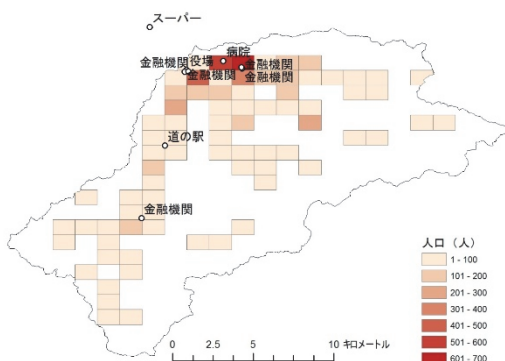 スーパー
病院
金融機関 役場
金融機関
金融機関
金融機関
道の駅
金融機関
人口 (人)
1 - 100
101 - 200
201 - 300
301 - 400
401 - 500
501 - 600
601 - 700
0 2.5 5 10 キロメートル